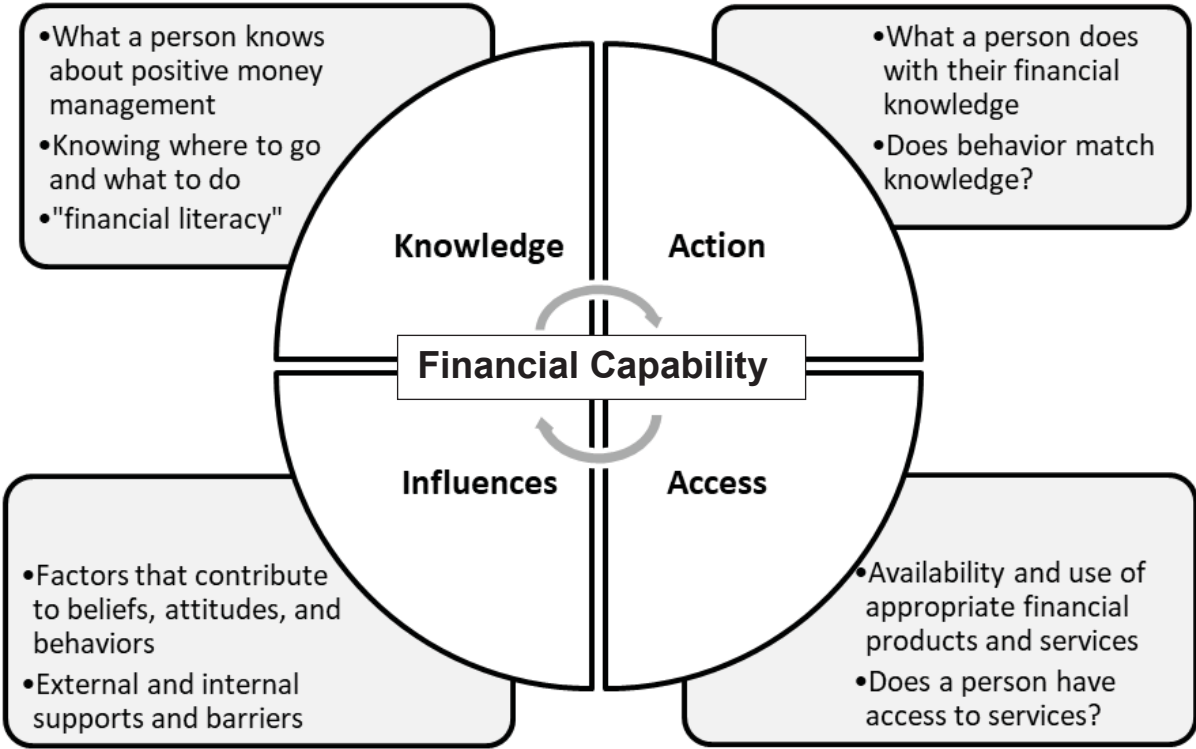 •What a person knows
about positive money
management
•Knowing where to go
and what to do
•"financial literacy"
•What a person does
with their financial
knowledge
•Does behavior match
knowledge?
Knowledge
Action
Financial Capability
Influences
Access
•Factors that contribute
to beliefs, attitudes, and
behaviors
•External and internal
supports and barriers
•Availability and use of
appropriate financial
products and services
•Does a person have
access to services?